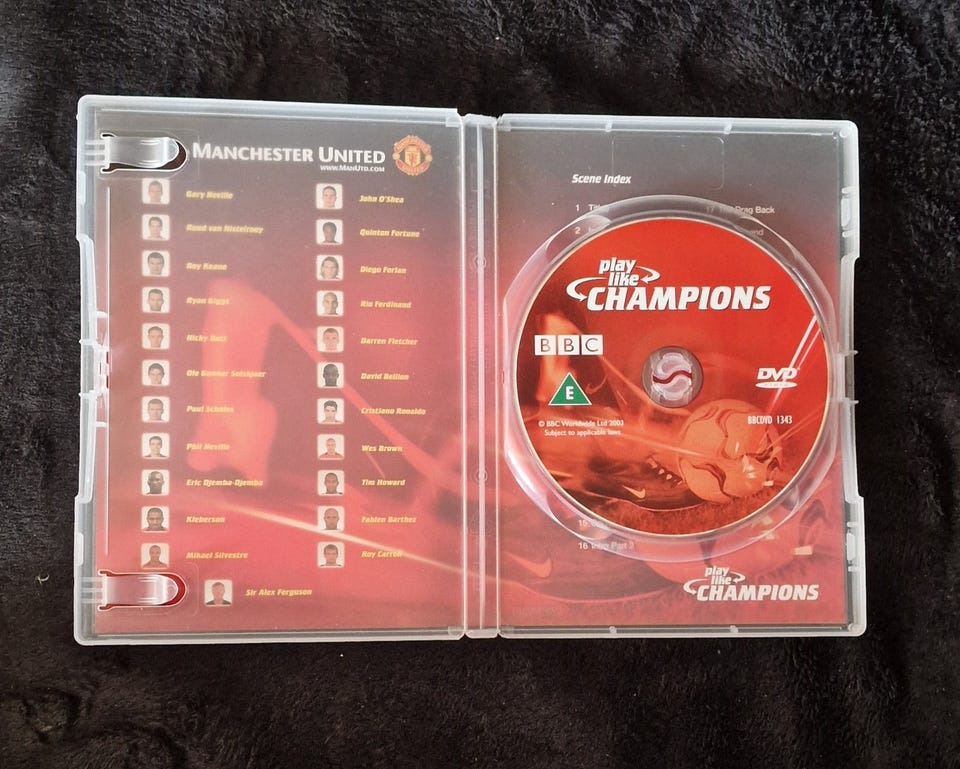 MANCHESTER UNITED
WWW.MANUTD.COM
Gary Neville
Ruud van Nistelrooy
Roy Keane
Ryan Giggs
Nicky Butt
Ole Gunnar Solskjaer
Paul Scholes
Phil Neville
Eric Djemba-Djemba
Kleberson
Mikael Silvestre
John O'Shea
Quinton Fortune
Diego Forlan
Rio Ferdinand
Darren Fletcher
David Bellion
Cristiano Ronaldo
Wes Brown
Tim Howard
Fabien Barthez
Roy Carroll
Sir Alex Ferguson
Scene Index
1
17 The Drag Back
2
play
like
CHAMPIONS
BBC
E
DVD
© BBC Worldwide Ltd 2003
Subject to applicable laws
BBCDVD 1343
15
16 Part 2
play
like
CHAMPIONS